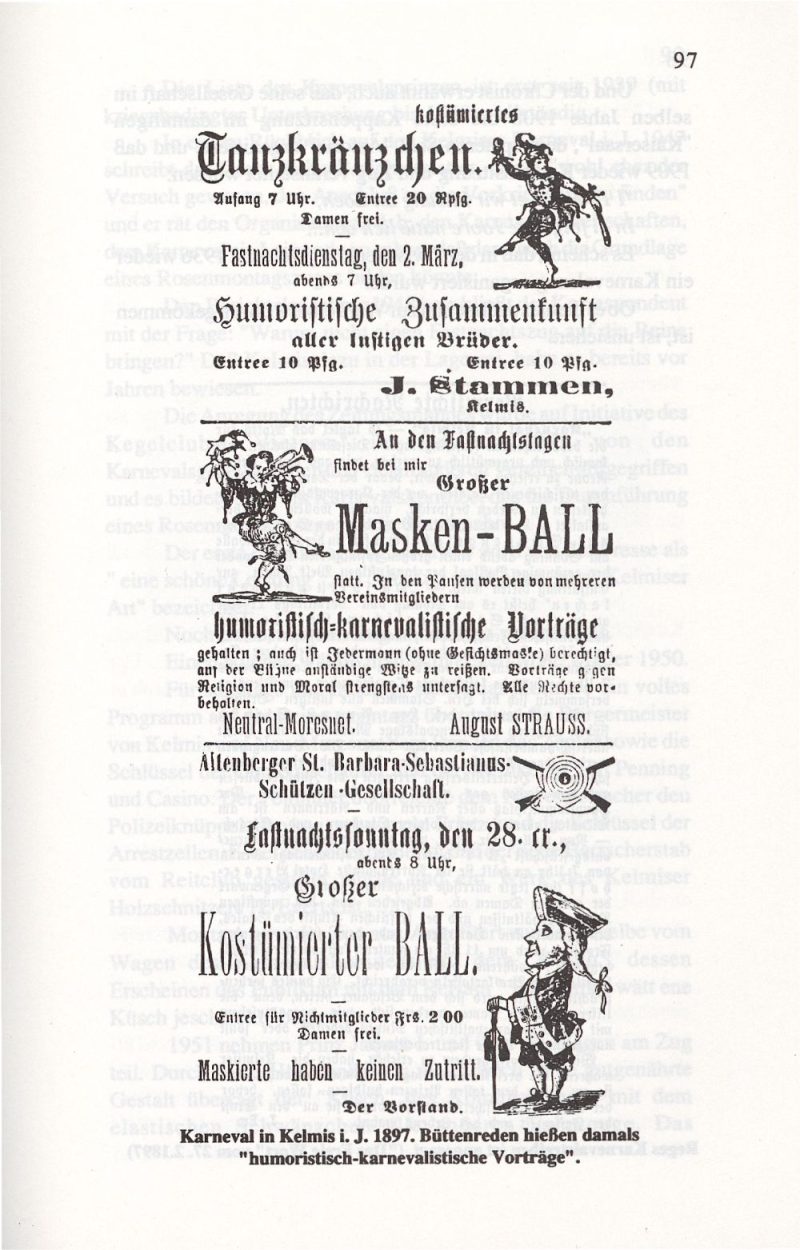 97
kostümiertes
Tanzkränzchen.
Anfang 7 Uhr. Entree 20 Rpfg.
Damen frei.
Fastnachtsdienstag, den 2. März,
abends 7 Uhr,
Humoristische Zusammenkunft
aller lustigen Brüder.
Entree 10 Pfg. Entree 10 Pfg.
J. Stammen,
Kelmis.
An den Fastnachtstagen
findet bei mir
Großer
Masken-BALL
statt. In den Pausen werden von mehreren
Vereinsmitgliedern
humoristisch-karnevalistische Vorträge
gehalten; auch ist Jedermann (ohne Gesichtsmaske) berechtigt,
auf der Bühne anständige Witze zu reißen. Vorträge gegen
Religion und Moral strengstens untersagt. Alle Rechte vor-
behalten.
Neutral-Moresnet. August STRAUSS.
Altenberger St. Barbara-Sebastianus-
Schützen-Gesellschaft.
Fastnachtssonntag, den 28. ct.,
abends 8 Uhr,
Großer
Kostümierter BALL.
Entree für Nichtmitglieder Frs. 2 00
Damen frei.
Maskierte haben keinen Zutritt.
Der Vorstand.
Karneval in Kelmis i. J. 1897. Büttenreden hießen damals
"humoristisch-karnevalistische Vorträge".